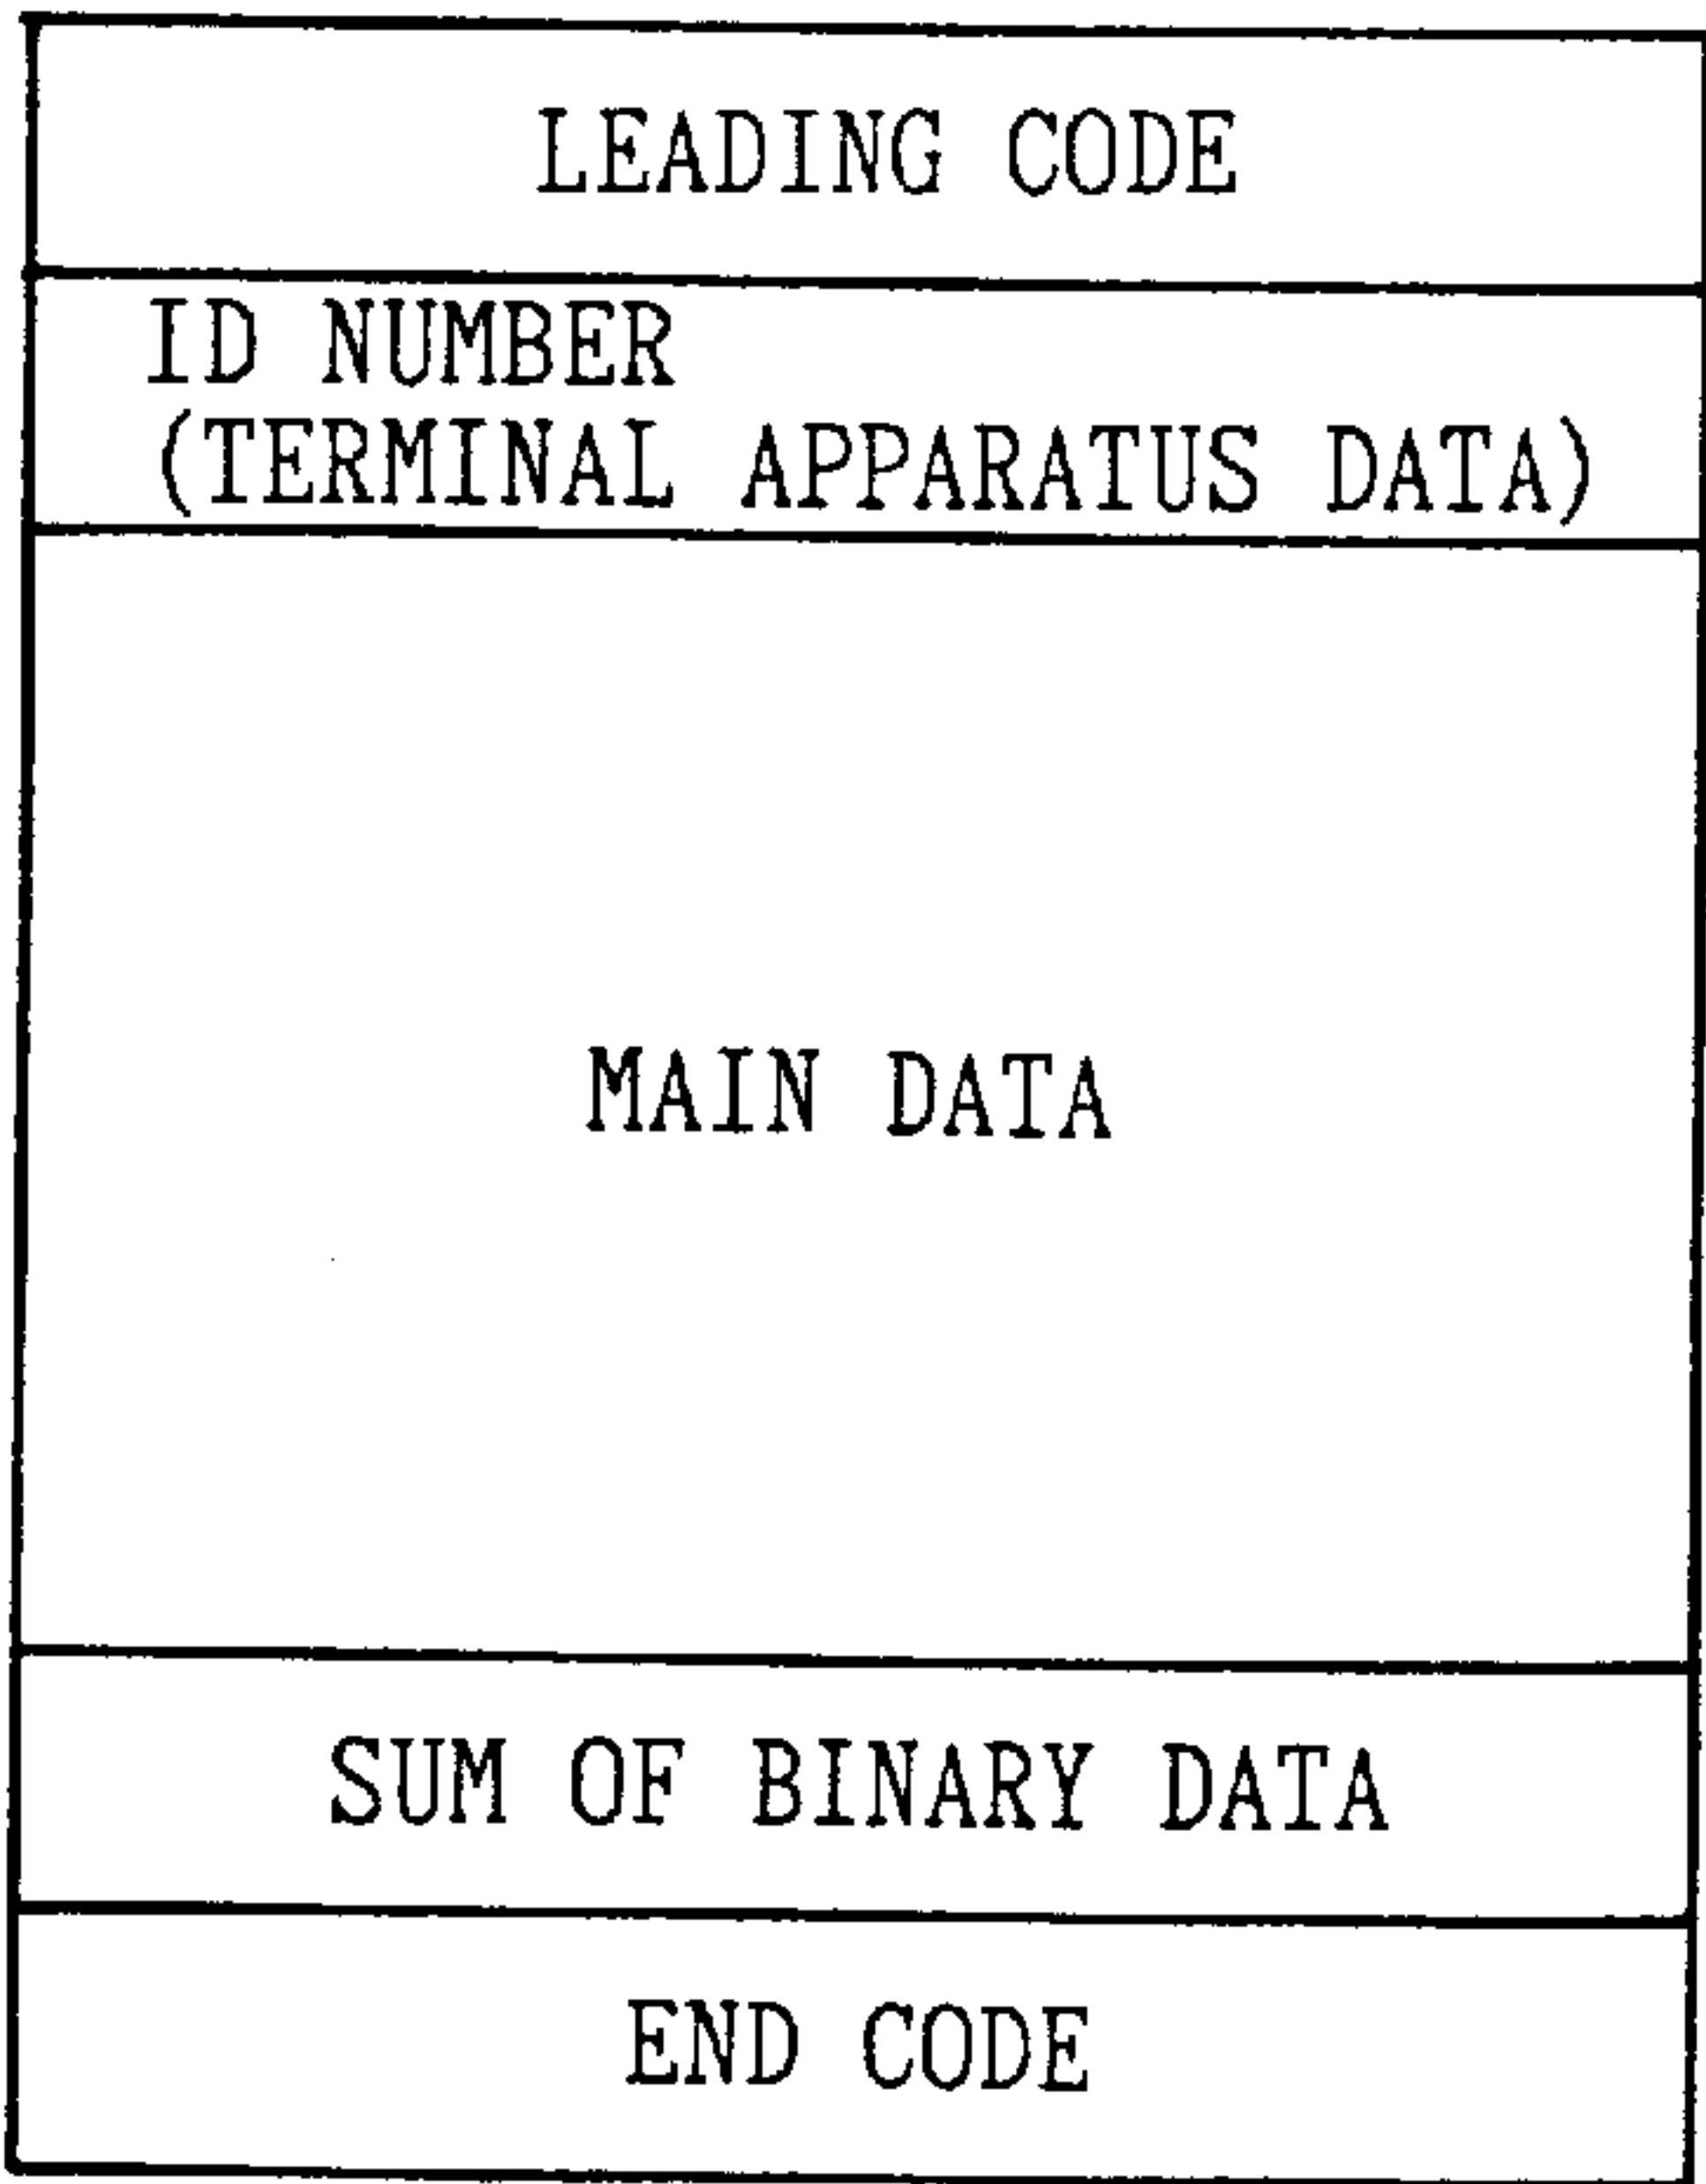 LEADING CODE
ID NUMBER
(TERMINAL APPARATUS DATA)
MAIN DATA
SUM OF BINARY DATA
END CODE